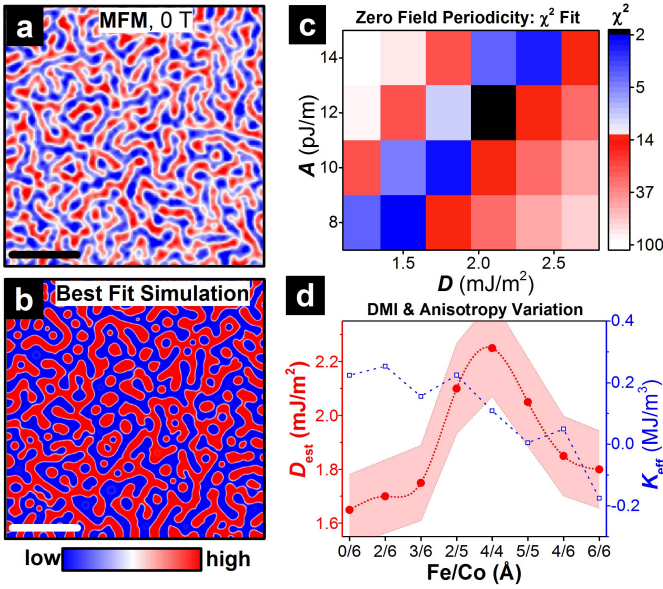 a
MFM, 0 T
b
Best Fit Simulation
low
high
c
Zero Field Periodicity: χ² Fit
χ²
A (pJ/m)
14
12
10
8
1.5
2.0
2.5
D (mJ/m²)
2
5
14
37
100
d
DMI & Anisotropy Variation
D_est (mJ/m²)
2.2
2.0
1.8
1.6
0.4
0.2
0.0
-0.2
K_eff (MJ/m³)
0/6
2/6
3/6
2/5
4/4
5/5
4/6
6/6
Fe/Co (Å)